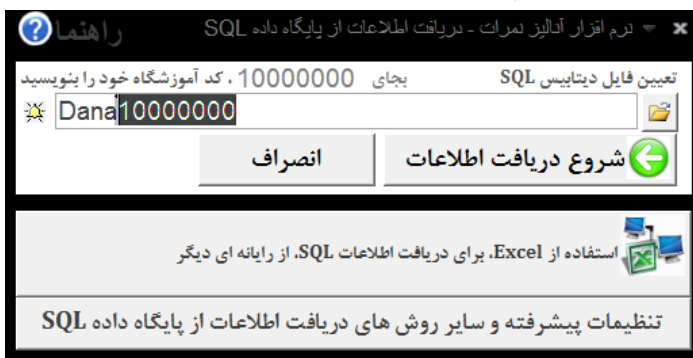 نرم افزار آنالیز نمرات - دریافت اطلاعات از پایگاه داده SQL راهنما
تعیین فایل دیتابیس SQL بجای 10000000 ، کد آموزشگاه خود را بنویسید
Dana10000000
شروع دریافت اطلاعات انصراف
استفاده از Excel، برای دریافت اطلاعات SQL، از رایانه ای دیگر
تنظیمات پیشرفته و سایر روش های دریافت اطلاعات از پایگاه داده SQL